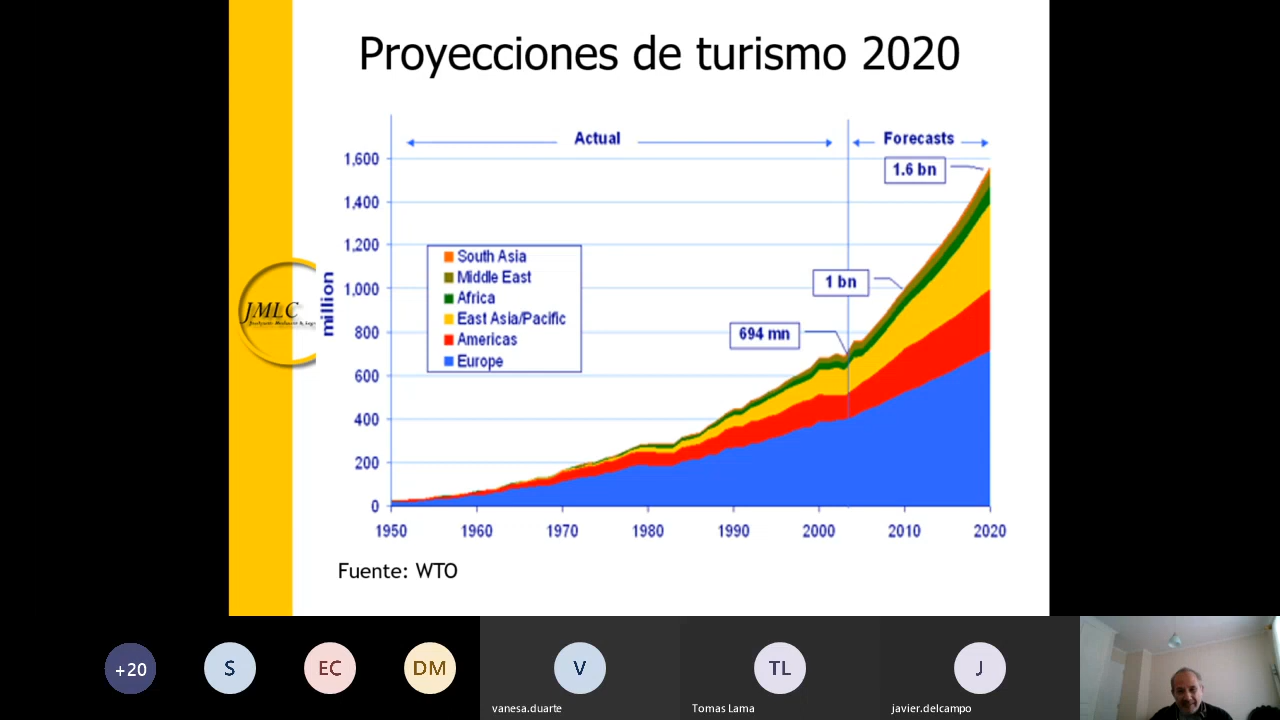 Proyecciones de turismo 2020
Actual
Forecasts
1.6 bn
1 bn
694 mn
1,600
1,400
1,200
1,000
800
600
400
200
0
million
South Asia
Middle East
Africa
East Asia/Pacific
Americas
Europe
1950 1960 1970 1980 1990 2000 2010 2020
JMLC
Fuente: WTO
+20
S
EC
DM
V
TL
J
vanesa.duarte
Tomas Lama
javier.delcampo